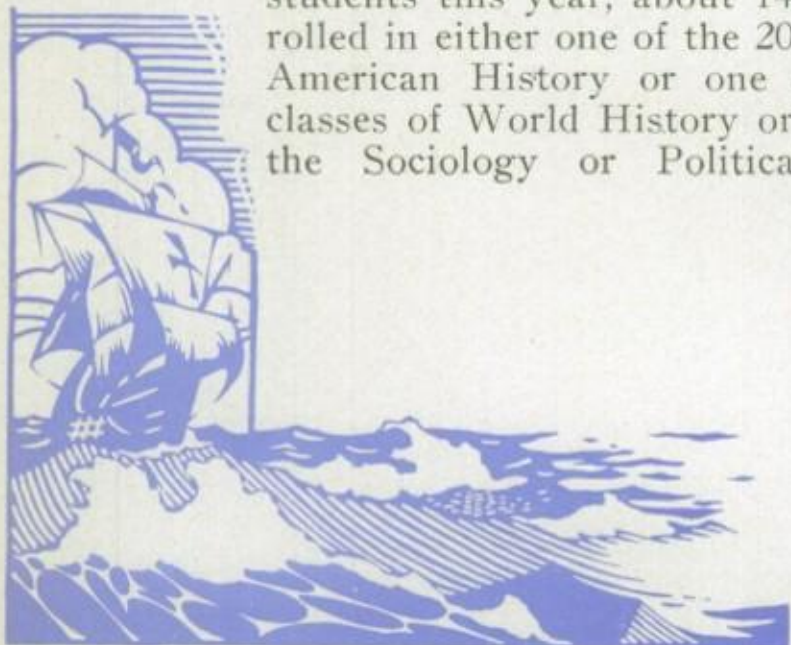 students this year, about 14
rolled in either one of the 20
American History or one
classes of World History or
the Sociology or Politica